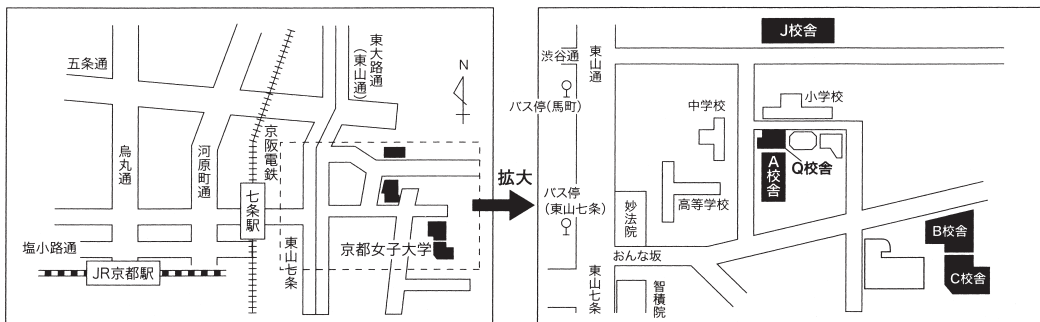 五条通
東大路通
(東山通)
N
烏丸通
河原町通
京阪電鉄
七条駅
塩小路通
JR京都駅
東山七条
京都女子大学
拡大
J校舎
渋谷通
東山通
バス停(馬町)
中学校
小学校
A校舎
Q校舎
バス停
(東山七条)
妙法院
高等学校
おんな坂
B校舎
C校舎
東山七条
智積院